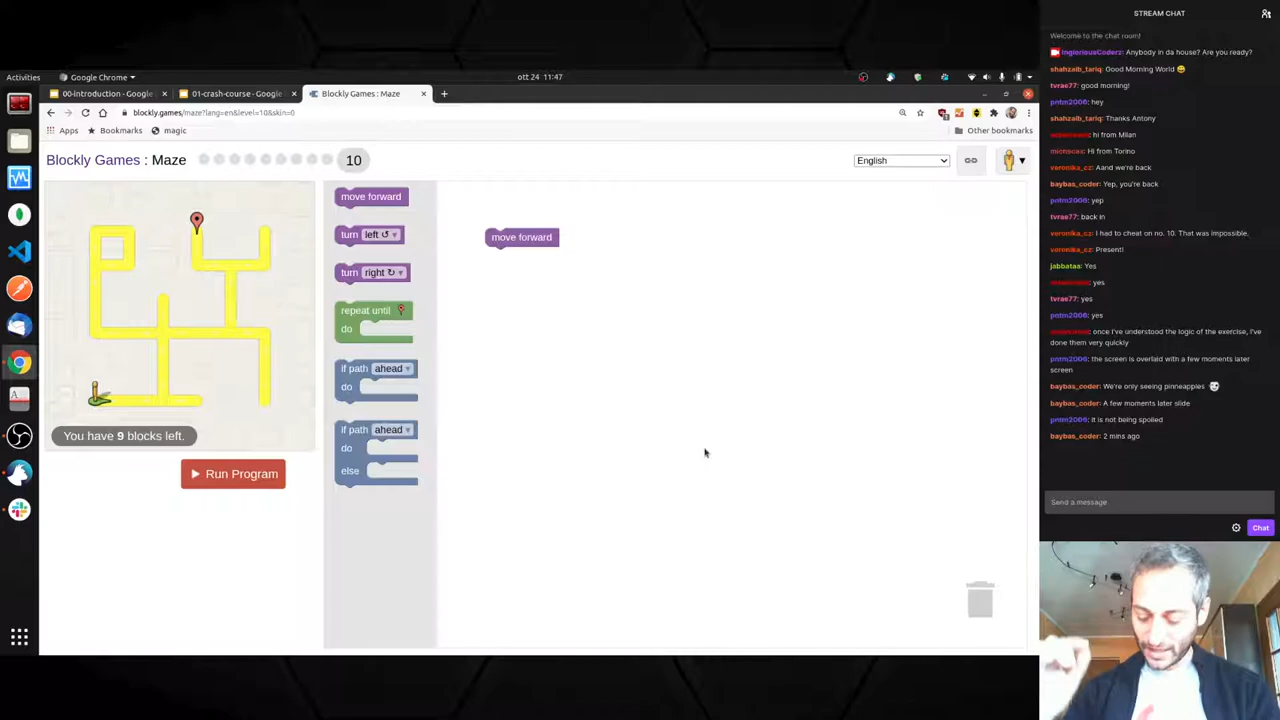 Activities
Google Chrome
ott 24 11:47
STREAM CHAT
00-introduction - Google
01-crash-course - Google
Blockly Games : Maze
blockly.games/maze?lang=en&level=10&skin=0
Apps
Bookmarks
magic
Other bookmarks
Blockly Games : Maze
10
English
You have 9 blocks left.
Run Program
move forward
turn left ↺
turn right ↻
repeat until
do
if path ahead
do
if path ahead
do
else
move forward
Welcome to the chat room!
IngloriousCoderz: Anybody in da house? Are you ready?
shahzaib_tariq: Good Morning World 😄
tvrae77: good morning!
pntm2006: hey
shahzaib_tariq: Thanks Antony
hi from Milan
Hi from Torino
veronika_cz: Aand we're back
baybas_coder: Yep, you're back
pntm2006: yep
tvrae77: back in
veronika_cz: I had to cheat on no. 10. That was impossible.
veronika_cz: Present!
jabbataa: Yes
yes
tvrae77: yes
pntm2006: yes
once I've understood the logic of the exercise, I've
done them very quickly
pntm2006: the screen is overlaid with a few moments later
screen
baybas_coder: We're only seeing pinneapples
baybas_coder: A few moments later slide
pntm2006: it is not being spoiled
baybas_coder: 2 mins ago
Send a message
Chat